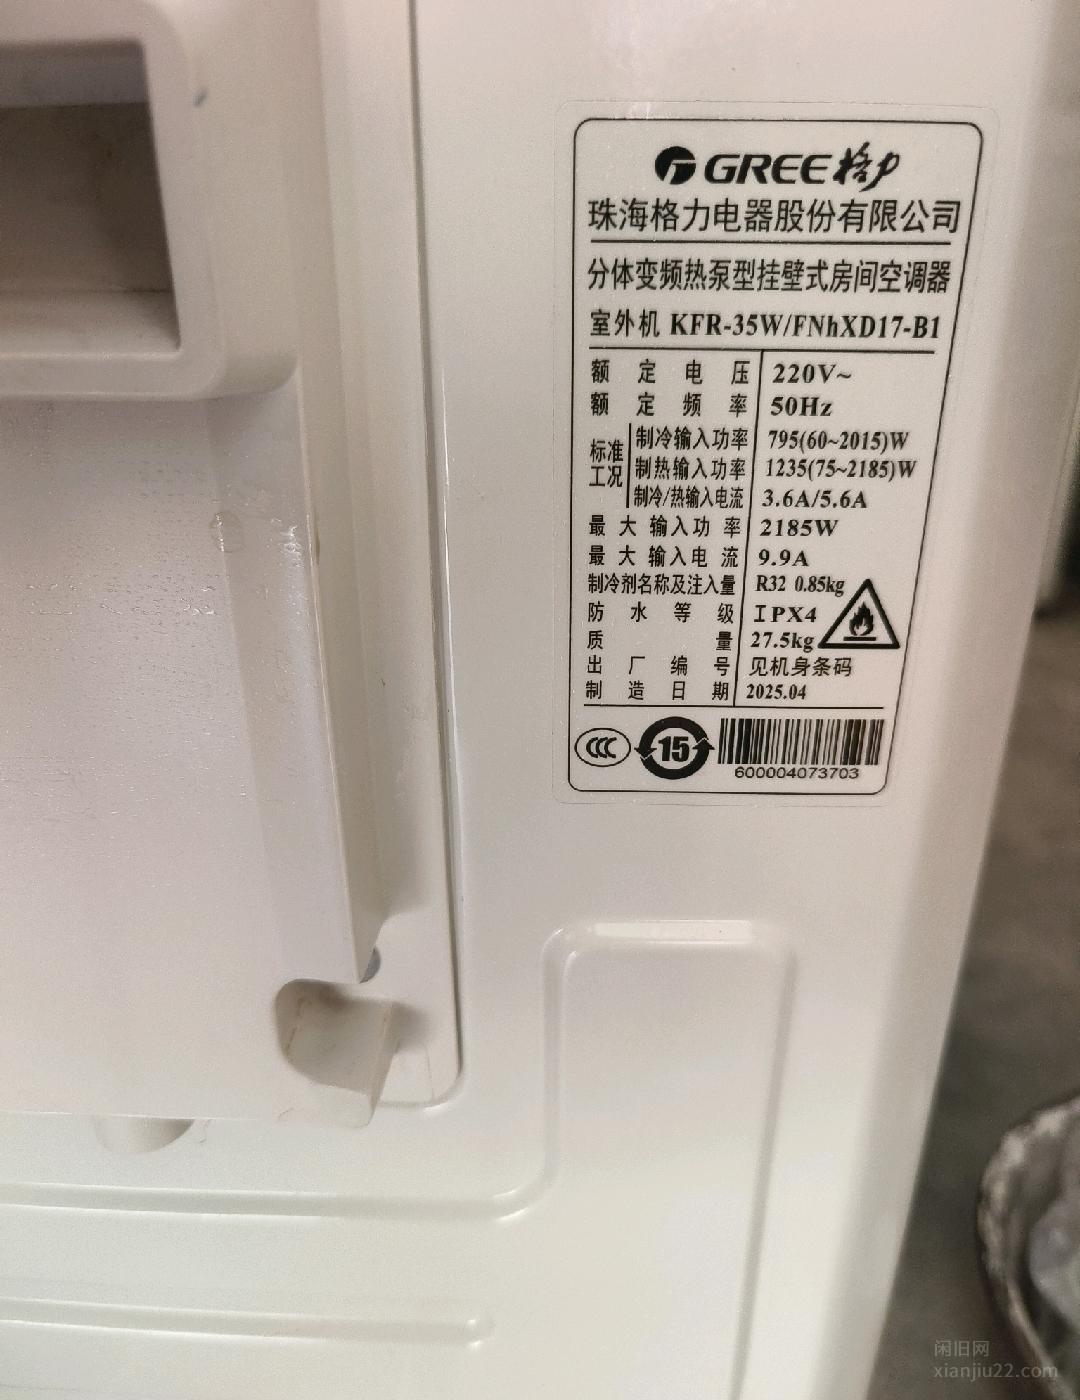 GREE格力
珠海格力电器股份有限公司
分体变频热泵型挂壁式房间空调器
室外机 KFR-35W/FNhXD17-B1
额定电压 220V~
额定频率 50Hz
标准工况 制冷输入功率 795(60~2015)W
制热输入功率 1235(75~2185)W
制冷/热输入电流 3.6A/5.6A
最大输入功率 2185W
最大输入电流 9.9A
制冷剂名称及注入量 R32 0.85kg
防水等级 IPX4
质量 27.5kg
出厂编号 见机身条码
制造日期 2025.04
CCC 15
600004073703
闲旧网
xianjiu22.com